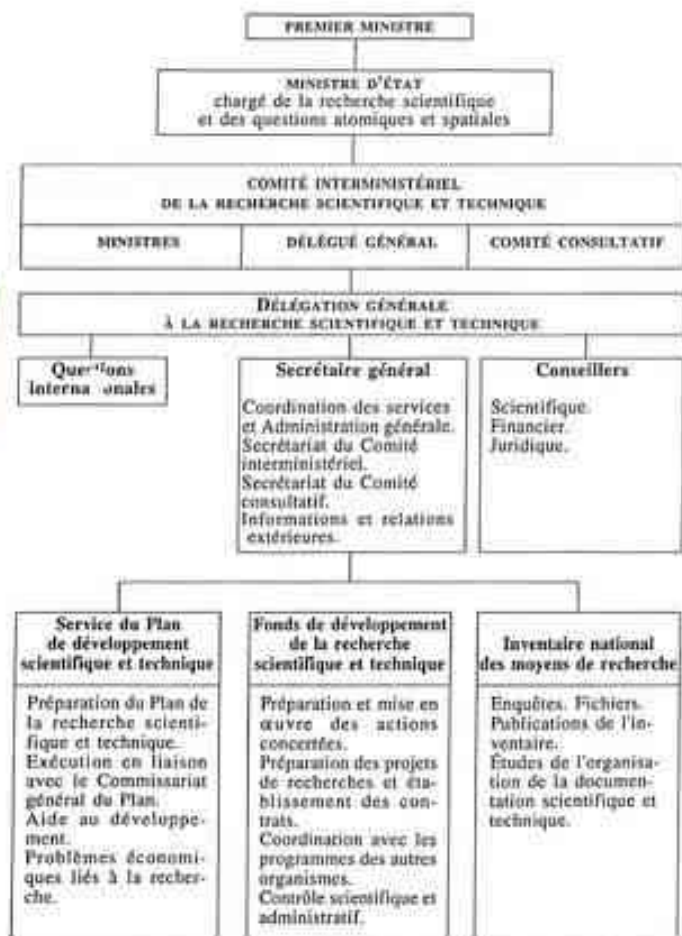 PREMIER MINISTRE
MINISTRE D'ÉTAT
chargé de la recherche scientifique
et des questions atomiques et spatiales
COMITÉ INTERMINISTÉRIEL
DE LA RECHERCHE SCIENTIFIQUE ET TECHNIQUE
MINISTRES
DÉLÉGUÉ GÉNÉRAL
COMITÉ CONSULTATIF
DÉLÉGATION GÉNÉRALE
À LA RECHERCHE SCIENTIFIQUE ET TECHNIQUE
Questions
internationales
Secrétaire général
Coordination des services
et Administration générale.
Secrétariat du Comité
interministériel.
Secrétariat du Comité
consultatif.
Informations et relations
extérieures.
Conseillers
Scientifique.
Financier.
Juridique.
Service du Plan
de développement
scientifique et technique
Préparation du Plan de
la recherche scienti-
fique et technique.
Exécution en liaison
avec le Commissariat
général du Plan.
Aide au développe-
ment.
Problèmes économi-
ques liés à la recher-
che.
Fonds de développement
de la recherche
scientifique et technique
Préparation et mise en
œuvre des actions
concertées.
Préparation des projets
de recherches et éta-
blissement des con-
trats.
Coordination avec les
programmes des autres
organismes.
Contrôle scientifique et
administratif.
Inventaire national
des moyens de recherche
Enquêtes. Fichiers.
Publications de l'in-
ventaire.
Études de l'organisa-
tion de la documen-
tation scientifique et
technique.